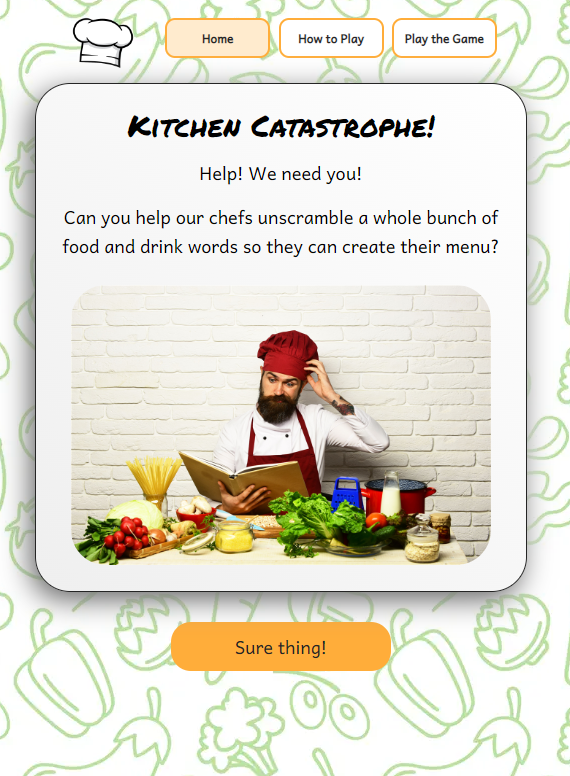 Home
How to Play
Play the Game
Kitchen Catastrophe!
Help! We need you!
Can you help our chefs unscramble a whole bunch of
food and drink words so they can create their menu?
Sure thing!